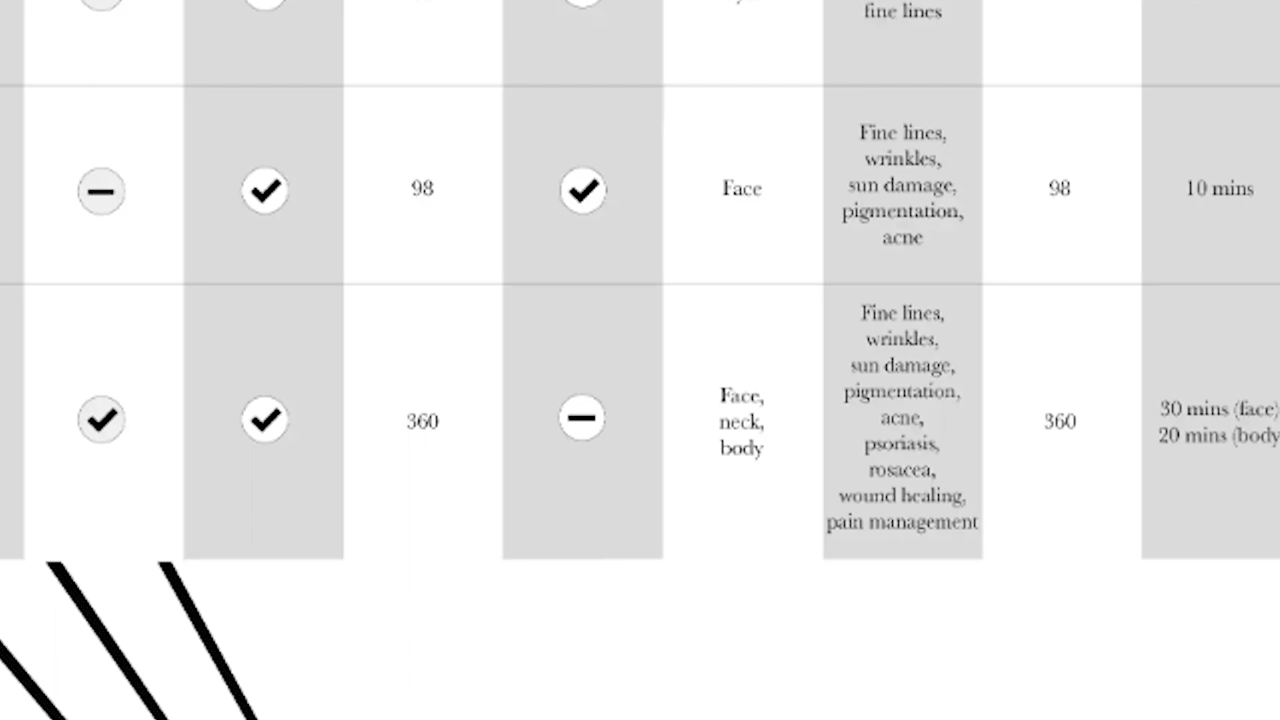 fine lines
98
Face
Fine lines,
wrinkles,
sun damage,
pigmentation,
acne
98
10 mins
360
Face,
neck,
body
Fine lines,
wrinkles,
sun damage,
pigmentation,
acne,
psoriasis,
rosacea,
wound healing,
pain management
360
30 mins (face)
20 mins (body